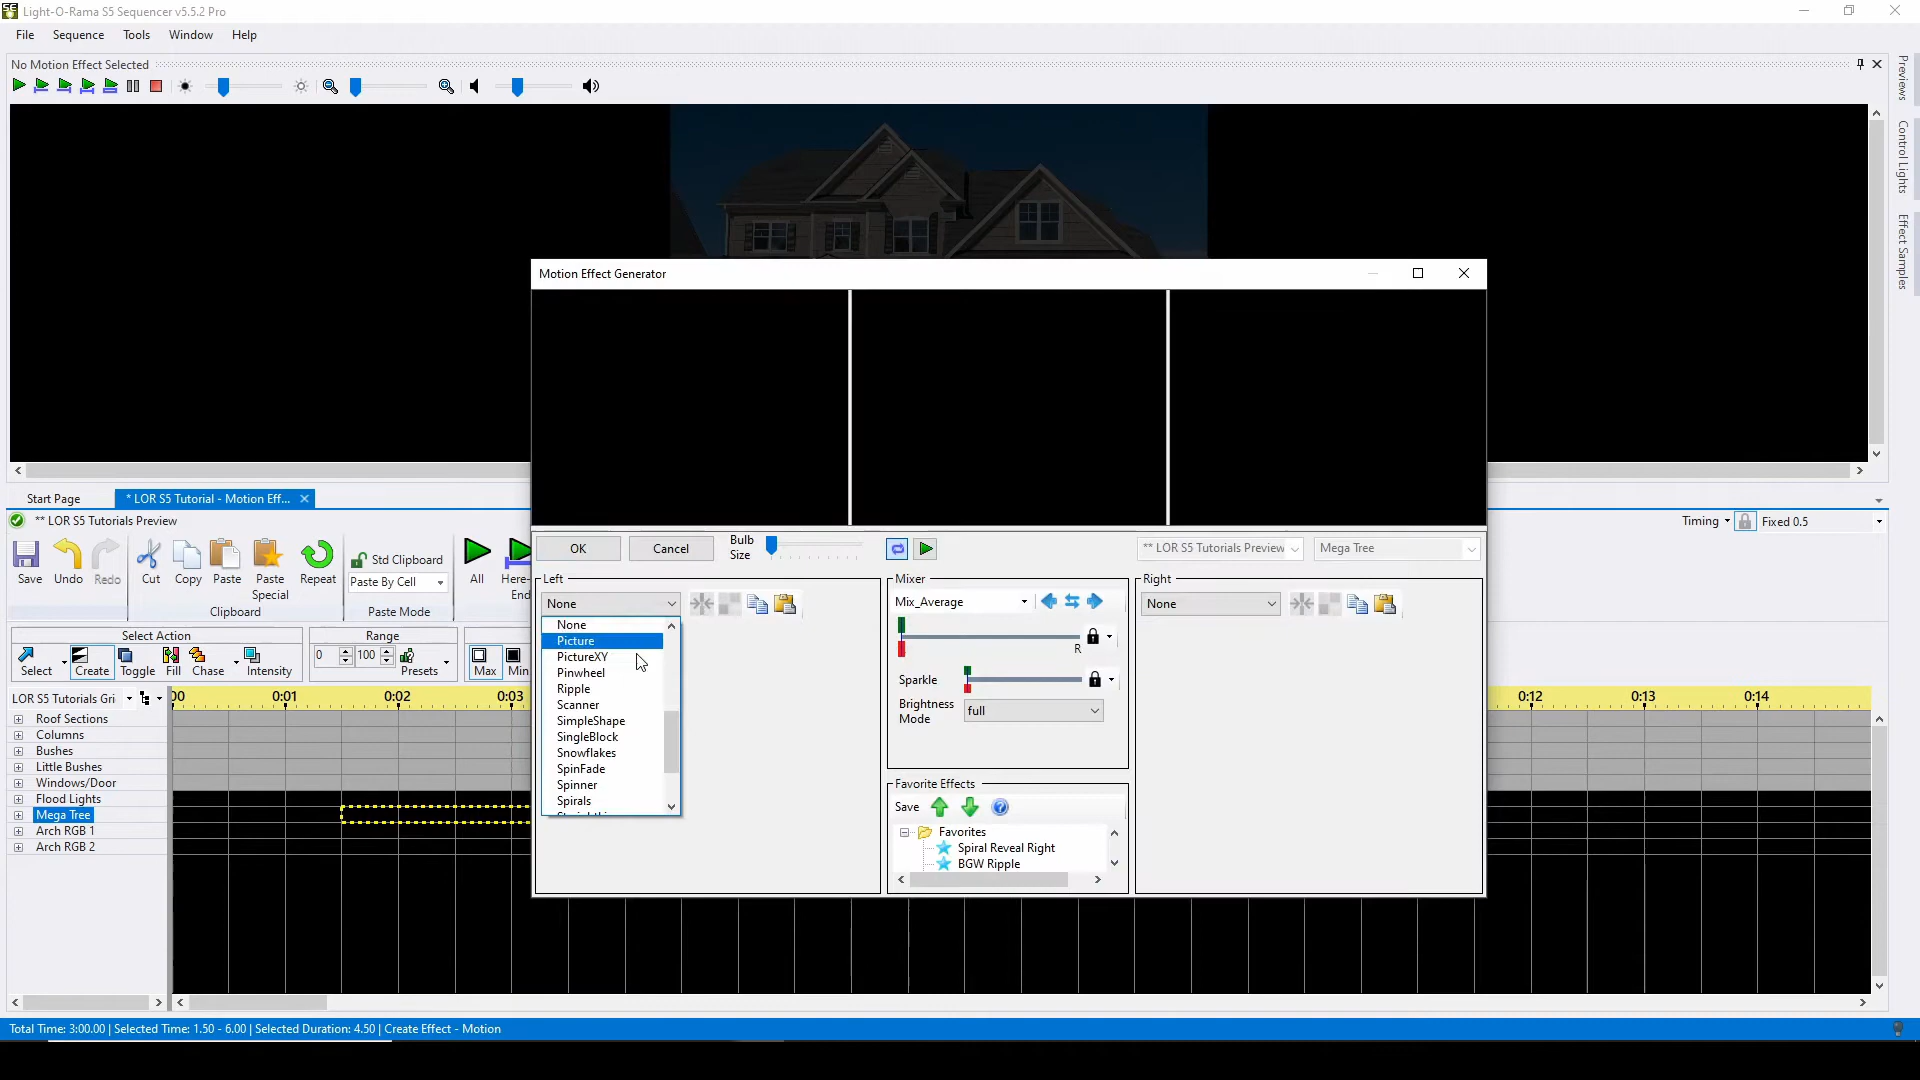 Light-O-Rama S5 Sequencer v5.5.2 Pro
File Sequence Tools Window Help
No Motion Effect Selected
Previews
Control Lights
Effect Samples
Motion Effect Generator
Start Page * LOR S5 Tutorial - Motion Eff...
** LOR S5 Tutorials Preview
Timing Fixed 0.5
Save Undo Redo Cut Copy Paste Paste Special Repeat
Std Clipboard
Paste By Cell
All Here-End
Clipboard Paste Mode
OK Cancel Bulb Size ** LOR S5 Tutorials Preview Mega Tree
Left Mixer Right
None Mix_Average None
None
Picture
PictureXY
Pinwheel
Ripple
Scanner
SimpleShape
SingleBlock
Snowflakes
SpinFade
Spinner
Spirals
R
Sparkle
Brightness Mode full
Favorite Effects
Save
Favorites
Spiral Reveal Right
BGW Ripple
Select Action Range
Select Create Toggle Fill Chase Intensity 0 100 Presets Max Min
LOR S5 Tutorials Gri 00 0:01 0:02 0:03 0:12 0:13 0:14
Roof Sections
Columns
Bushes
Little Bushes
Windows/Door
Flood Lights
Mega Tree
Arch RGB 1
Arch RGB 2
Total Time: 3:00.00 | Selected Time: 1.50 - 6.00 | Selected Duration: 4.50 | Create Effect - Motion